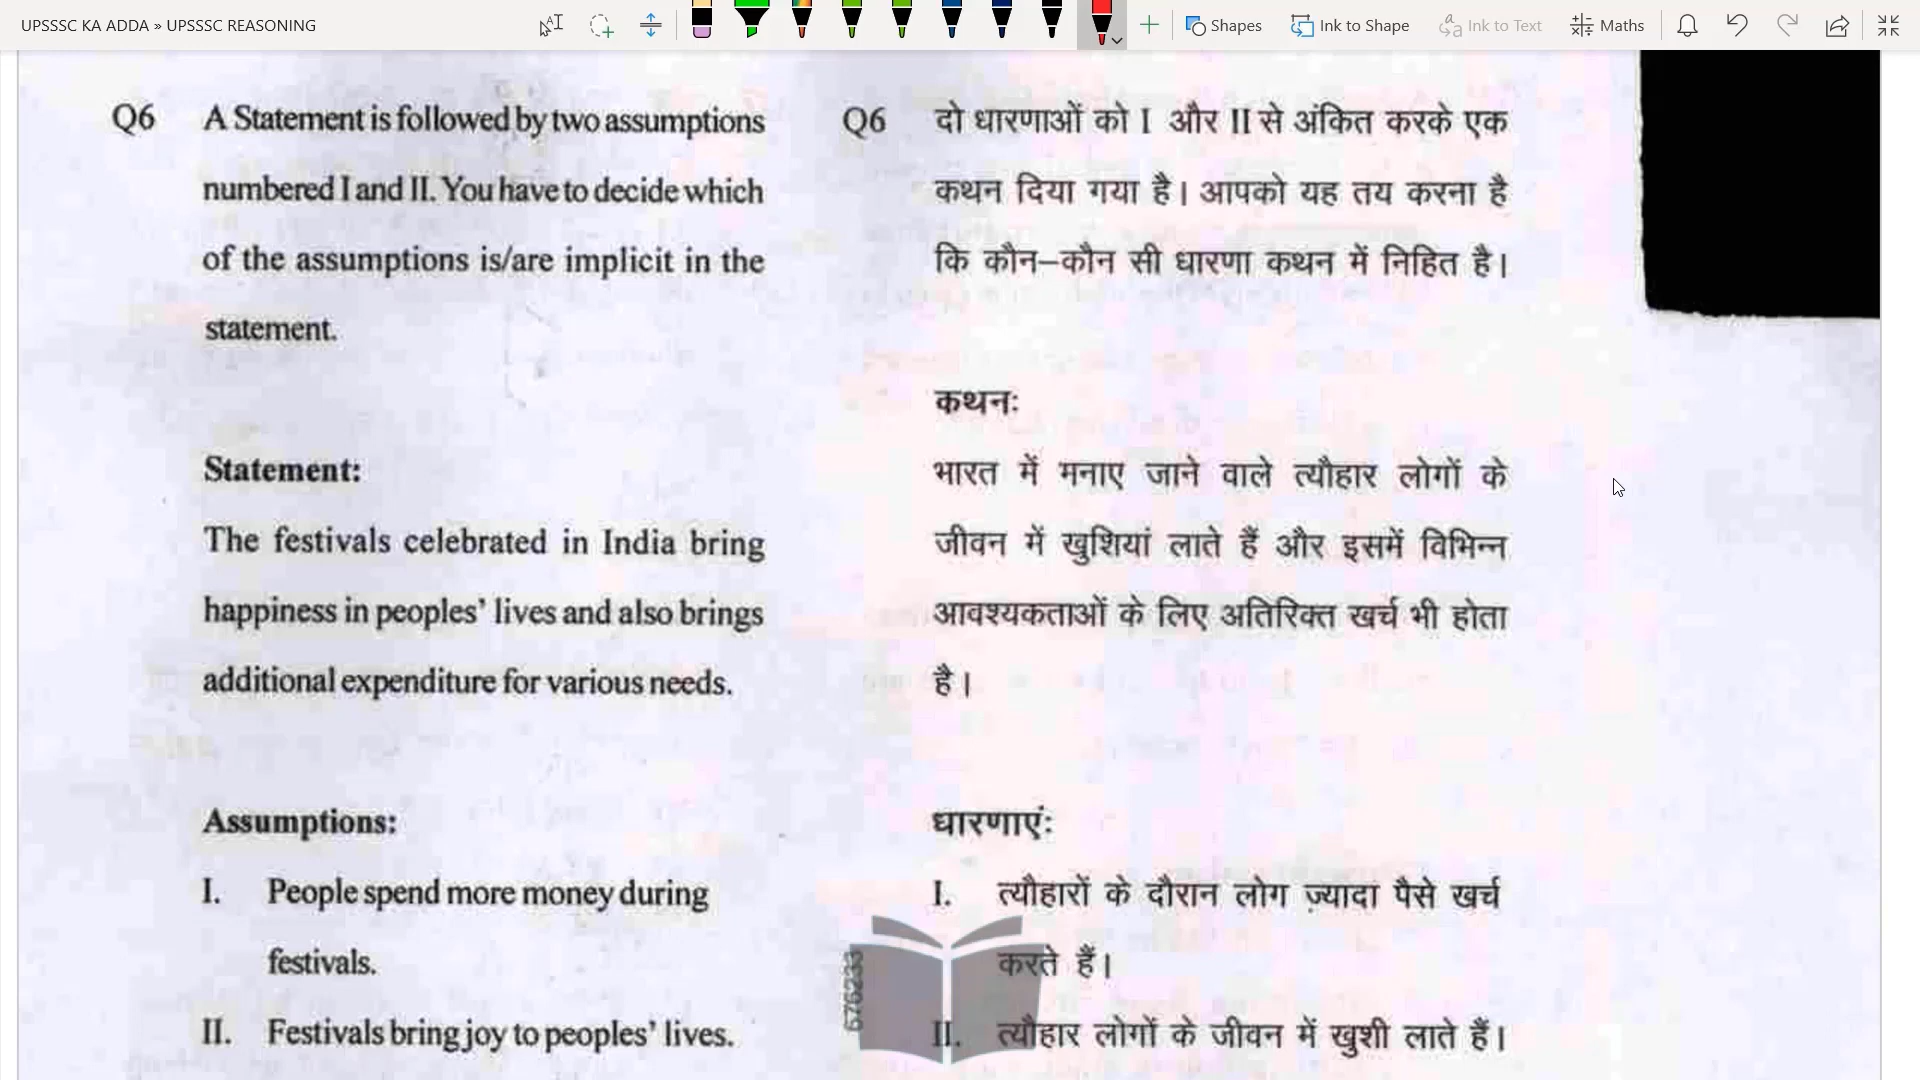 UPSSSC KA ADDA » UPSSSC REASONING
Shapes
Ink to Shape
Ink to Text
Maths
Q6 A Statement is followed by two assumptions
numbered I and II. You have to decide which
of the assumptions is/are implicit in the
statement.
Statement:
The festivals celebrated in India bring
happiness in peoples' lives and also brings
additional expenditure for various needs.
Assumptions:
I. People spend more money during
festivals.
II. Festivals bring joy to peoples' lives.
Q6 दो धारणाओं को I और II से अंकित करके एक
कथन दिया गया है। आपको यह तय करना है
कि कौन–कौन सी धारणा कथन में निहित है।
कथनः
भारत में मनाए जाने वाले त्यौहार लोगों के
जीवन में खुशियां लाते हैं और इसमें विभिन्न
आवश्यकताओं के लिए अतिरिक्त खर्च भी होता
है।
धारणाएंः
I. त्यौहारों के दौरान लोग ज़्यादा पैसे खर्च
करते हैं।
II. त्यौहार लोगों के जीवन में खुशी लाते हैं।
676233